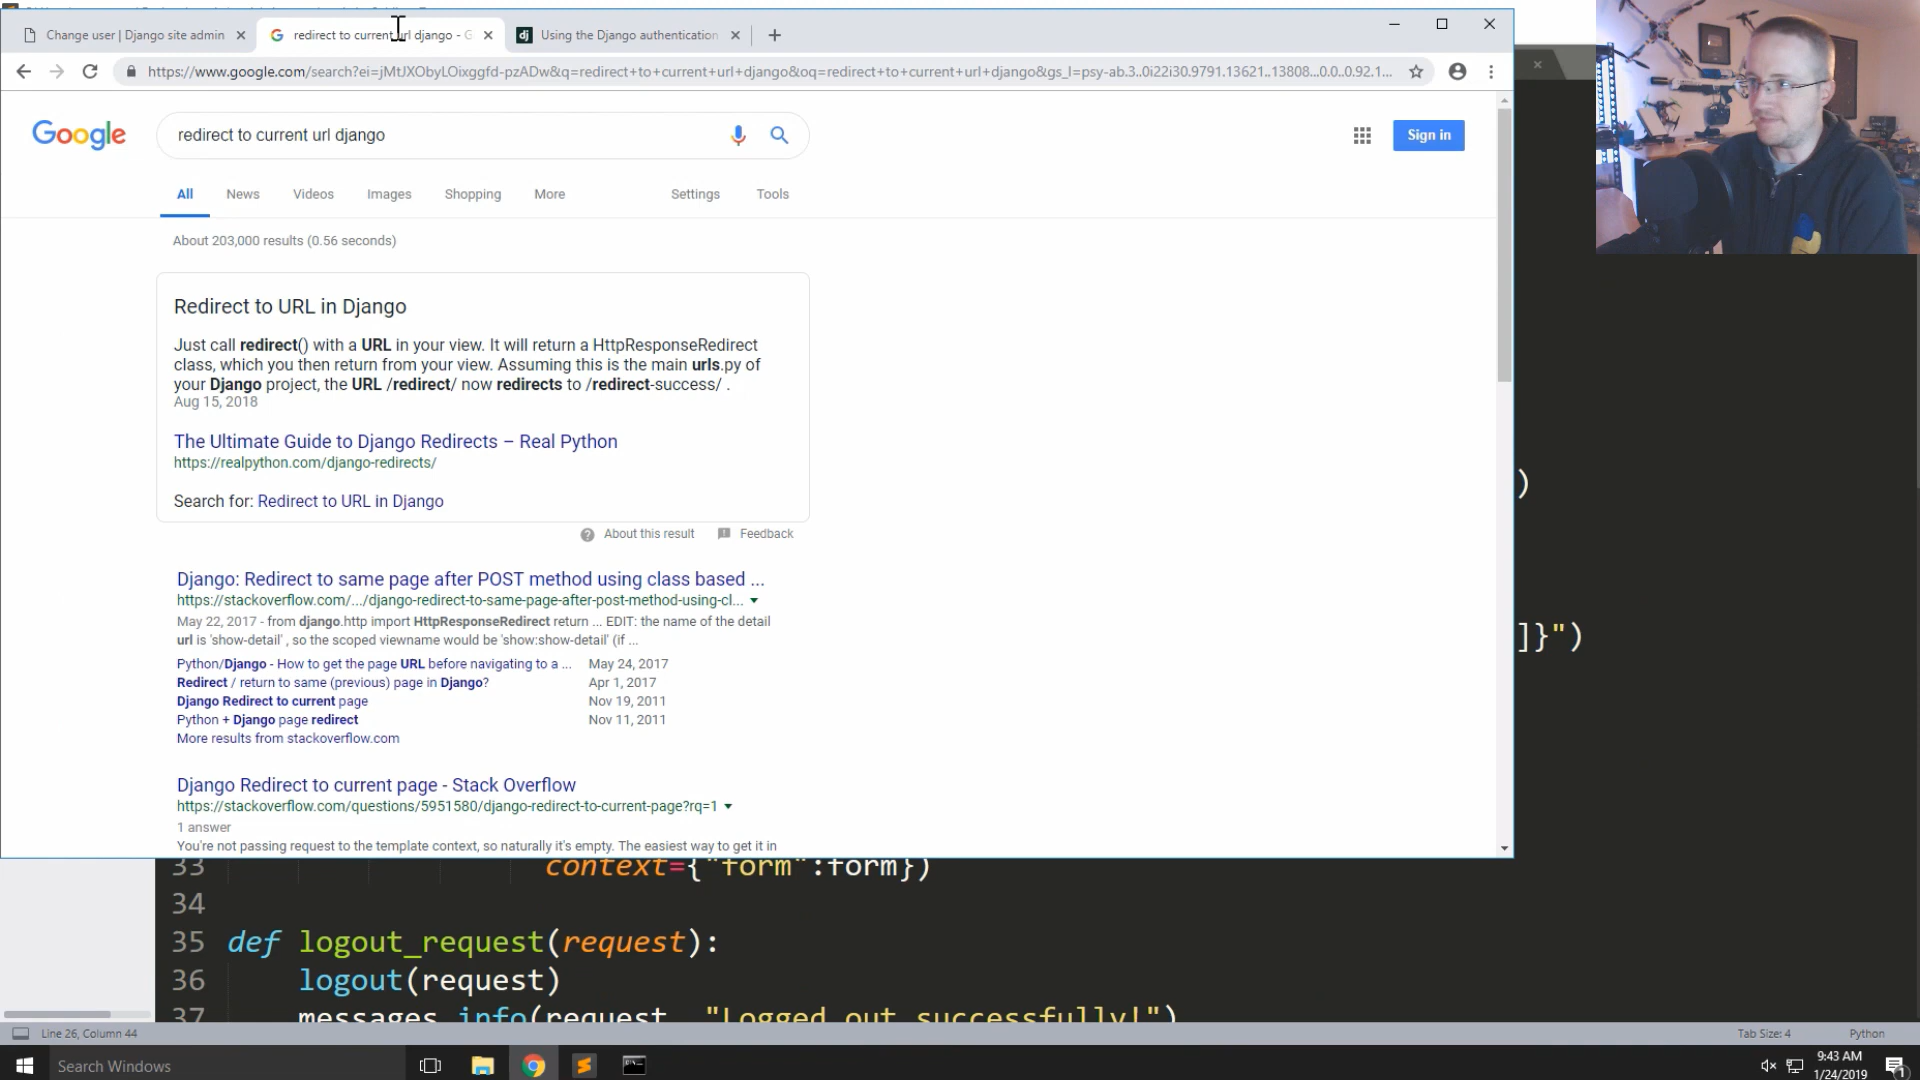 Change user | Django site admin
redirect to current url django - G
Using the Django authentication
https://www.google.com/search?ei=jMtJXObyLOixggfd-pzADw&q=redirect+to+current+url+django&oq=redirect+to+current+url+django&gs_l=psy-ab.3..0i22i30.9791.13621..13808...0.0..0.92.1...
Google
redirect to current url django
Sign in
All News Videos Images Shopping More Settings Tools
About 203,000 results (0.56 seconds)
Redirect to URL in Django
Just call redirect() with a URL in your view. It will return a HttpResponseRedirect
class, which you then return from your view. Assuming this is the main urls.py of
your Django project, the URL /redirect/ now redirects to /redirect-success/ .
Aug 15, 2018
The Ultimate Guide to Django Redirects – Real Python
https://realpython.com/django-redirects/
Search for: Redirect to URL in Django
)
About this result Feedback
Django: Redirect to same page after POST method using class based ...
https://stackoverflow.com/.../django-redirect-to-same-page-after-post-method-using-cl...
May 22, 2017 - from django.http import HttpResponseRedirect return ... EDIT: the name of the detail
url is 'show-detail' , so the scoped viewname would be 'show:show-detail' (if ...
]}")
Python/Django - How to get the page URL before navigating to a ... May 24, 2017
Redirect / return to same (previous) page in Django? Apr 1, 2017
Django Redirect to current page Nov 19, 2011
Python + Django page redirect Nov 11, 2011
More results from stackoverflow.com
Django Redirect to current page - Stack Overflow
https://stackoverflow.com/questions/5951580/django-redirect-to-current-page?rq=1
1 answer
You're not passing request to the template context, so naturally it's empty. The easiest way to get it in
33 context={"form":form})
34
35 def logout_request(request):
36 logout(request)
37 messages.info(request, "Logged out successfully!")
Line 26, Column 44
Tab Size: 4
Python
Search Windows
9:43 AM
1/24/2019
1